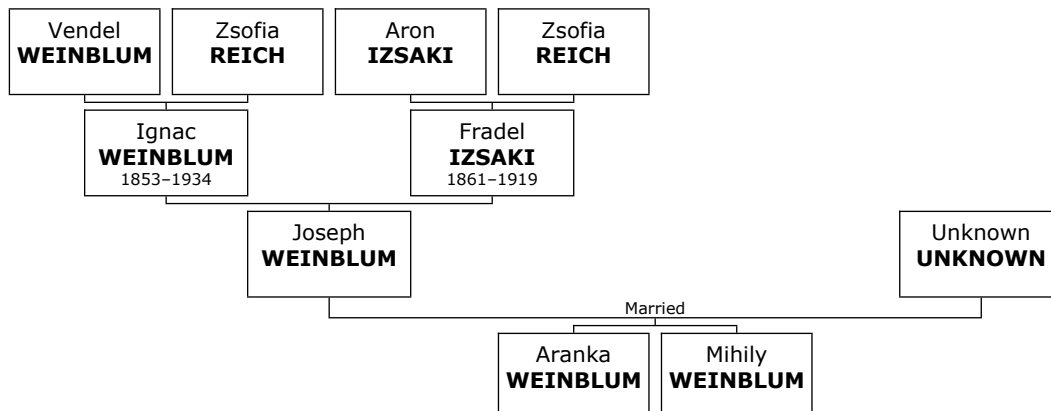 Vendel
WEINBLUM
Zsofia
REICH
Aron
IZSAKI
Zsofia
REICH
Ignac
WEINBLUM
1853–1934
Fradel
IZSAKI
1861–1919
Joseph
WEINBLUM
Unknown
UNKNOWN
Married
Aranka
WEINBLUM
Mihily
WEINBLUM